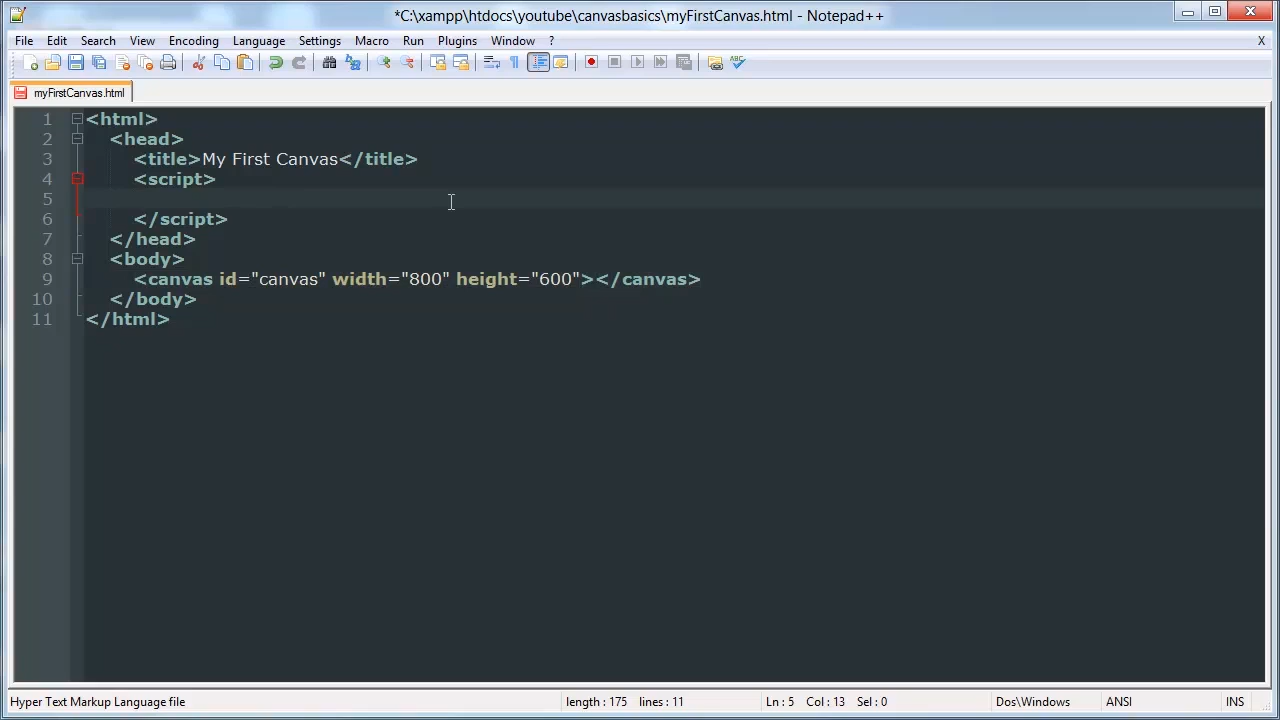 *C:\xampp\htdocs\youtube\canvasbasics\myFirstCanvas.html - Notepad++
File Edit Search View Encoding Language Settings Macro Run Plugins Window ? X
myFirstCanvas.html
1 <html>
2 <head>
3 <title>My First Canvas</title>
4 <script>
5
6 </script>
7 </head>
8 <body>
9 <canvas id="canvas" width="800" height="600"></canvas>
10 </body>
11 </html>
Hyper Text Markup Language file length : 175 lines : 11 Ln : 5 Col : 13 Sel : 0 Dos\Windows ANSI INS